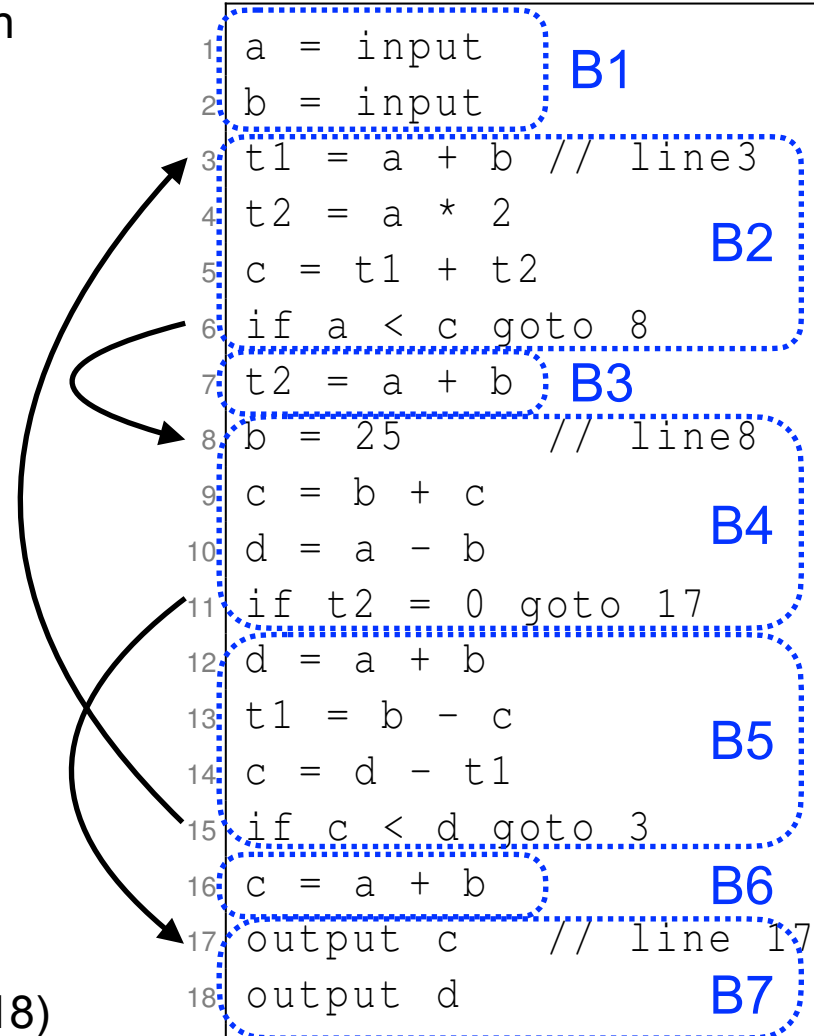 n
1 a = input
B1
2 b = input
3 t1 = a + b // line3
4 t2 = a * 2
B2
5 c = t1 + t2
6 if a < c goto 8
7 t2 = a + b
B3
8 b = 25 // line8
9 c = b + c
10 d = a - b
B4
11 if t2 = 0 goto 17
12 d = a + b
13 t1 = b - c
B5
14 c = d - t1
15 if c < d goto 3
16 c = a + b
B6
17 output c // line 17
18 output d
B7
18)